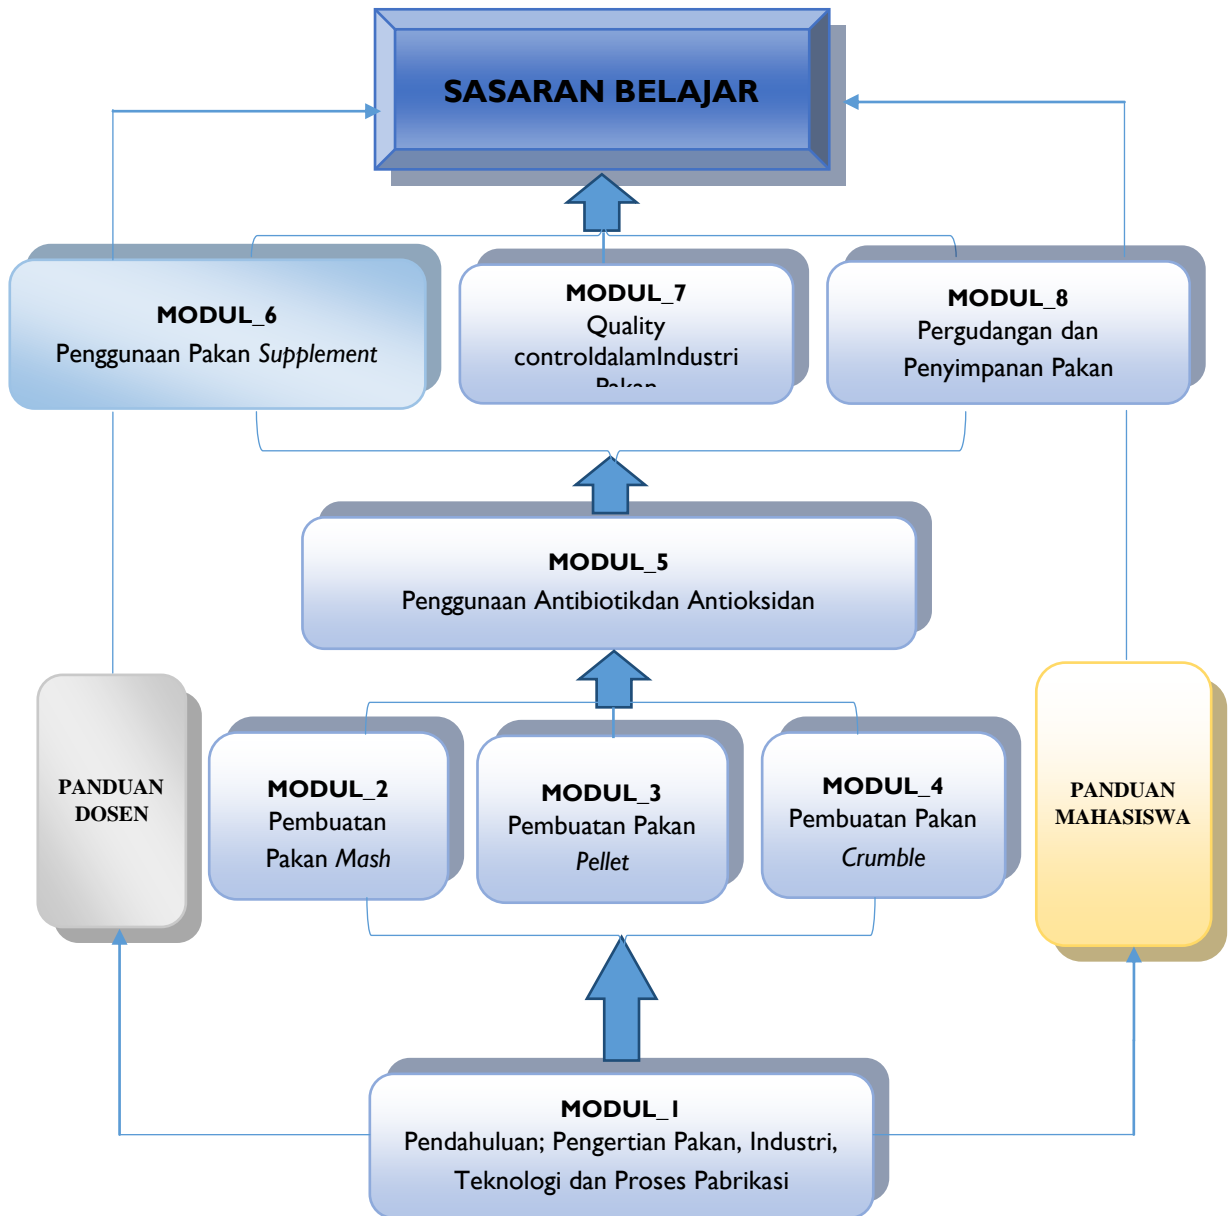 SASARAN BELAJAR
MODUL_6
Penggunaan Pakan Supplement
MODUL_7
Quality
controldalamIndustri
Pakan
MODUL_8
Pergudangan dan
Penyimpanan Pakan
MODUL_5
Penggunaan Antibiotikdan Antioksidan
PANDUAN
DOSEN
MODUL_2
Pembuatan
Pakan Mash
MODUL_3
Pembuatan Pakan
Pellet
MODUL_4
Pembuatan Pakan
Crumble
PANDUAN
MAHASISWA
MODUL_1
Pendahuluan; Pengertian Pakan, Industri,
Teknologi dan Proses Pabrikasi